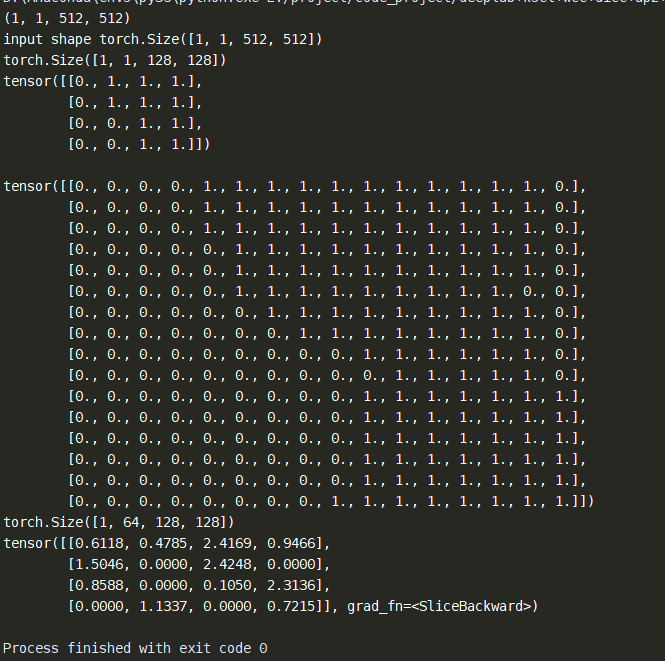 (1, 1, 512, 512)
input shape torch.Size([1, 1, 512, 512])
torch.Size([1, 1, 128, 128])
tensor([[0., 1., 1., 1.],
[0., 1., 1., 1.],
[0., 0., 1., 1.],
[0., 0., 1., 1.]])
tensor([[0., 0., 0., 0., 1., 1., 1., 1., 1., 1., 1., 1., 1., 1., 1., 0.],
[0., 0., 0., 0., 1., 1., 1., 1., 1., 1., 1., 1., 1., 1., 1., 0.],
[0., 0., 0., 0., 1., 1., 1., 1., 1., 1., 1., 1., 1., 1., 1., 0.],
[0., 0., 0., 0., 0., 1., 1., 1., 1., 1., 1., 1., 1., 1., 1., 0.],
[0., 0., 0., 0., 0., 1., 1., 1., 1., 1., 1., 1., 1., 1., 1., 0.],
[0., 0., 0., 0., 0., 1., 1., 1., 1., 1., 1., 1., 1., 1., 0., 0.],
[0., 0., 0., 0., 0., 0., 1., 1., 1., 1., 1., 1., 1., 1., 1., 0.],
[0., 0., 0., 0., 0., 0., 0., 1., 1., 1., 1., 1., 1., 1., 1., 0.],
[0., 0., 0., 0., 0., 0., 0., 0., 0., 1., 1., 1., 1., 1., 1., 0.],
[0., 0., 0., 0., 0., 0., 0., 0., 0., 0., 1., 1., 1., 1., 1., 0.],
[0., 0., 0., 0., 0., 0., 0., 0., 0., 1., 1., 1., 1., 1., 1., 1.],
[0., 0., 0., 0., 0., 0., 0., 0., 0., 1., 1., 1., 1., 1., 1., 1.],
[0., 0., 0., 0., 0., 0., 0., 0., 0., 1., 1., 1., 1., 1., 1., 1.],
[0., 0., 0., 0., 0., 0., 0., 0., 0., 1., 1., 1., 1., 1., 1., 1.],
[0., 0., 0., 0., 0., 0., 0., 0., 0., 1., 1., 1., 1., 1., 1., 1.],
[0., 0., 0., 0., 0., 0., 0., 0., 1., 1., 1., 1., 1., 1., 1., 1.]])
torch.Size([1, 64, 128, 128])
tensor([[0.6118, 0.4785, 2.4169, 0.9466],
[1.5046, 0.0000, 2.4248, 0.0000],
[0.8588, 0.0000, 0.1050, 2.3136],
[0.0000, 1.1337, 0.0000, 0.7215]], grad_fn=<SliceBackward>)
Process finished with exit code 0